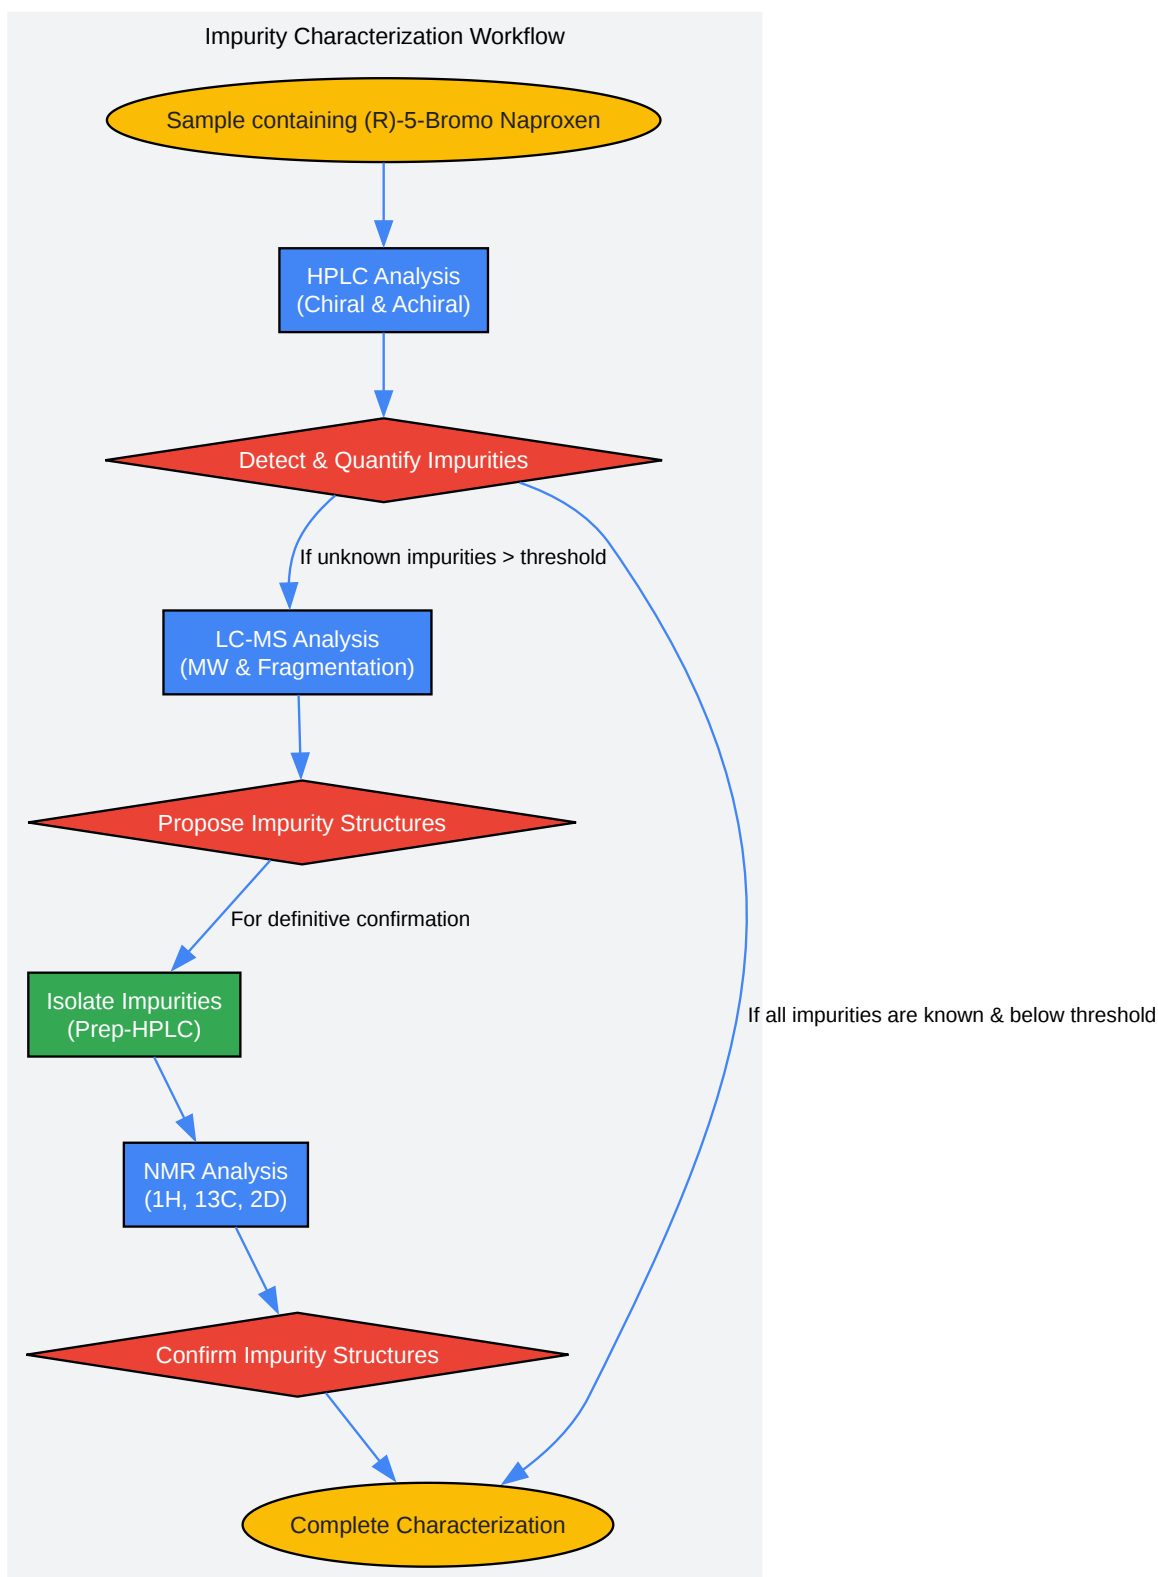 Impurity Characterization Workflow
Sample containing (R)-5-Bromo Naproxen
HPLC Analysis
(Chiral & Achiral)
Detect & Quantify Impurities
If unknown impurities > threshold
LC-MS Analysis
(MW & Fragmentation)
Propose Impurity Structures
For definitive confirmation
Isolate Impurities
(Prep-HPLC)
If all impurities are known & below threshold
NMR Analysis
(1H, 13C, 2D)
Confirm Impurity Structures
Complete Characterization